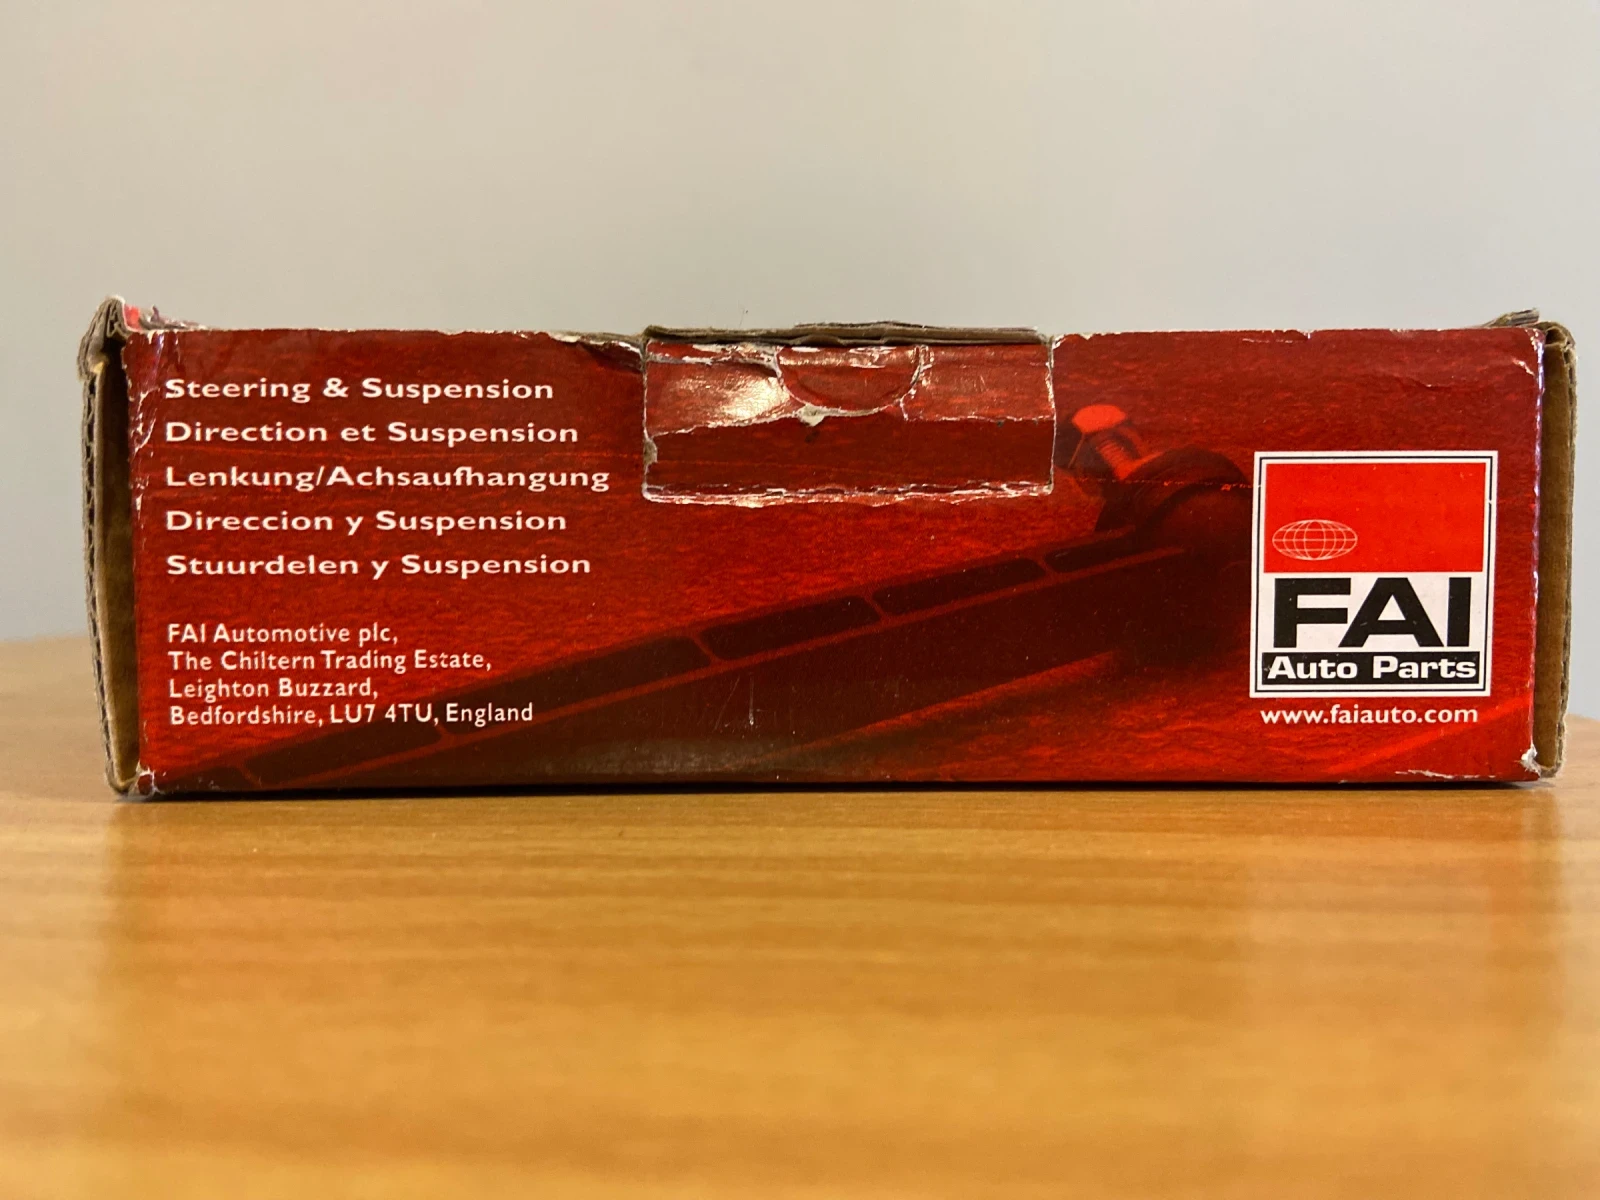 Steering & Suspension
Direction et Suspension
Lenkung/Achsaufhangung
Direccion y Suspension
Stuurdelen y Suspension
FAI Automotive plc,
The Chiltern Trading Estate,
Leighton Buzzard,
Bedfordshire, LU7 4TU, England
FAI
Auto Parts
www.faiauto.com